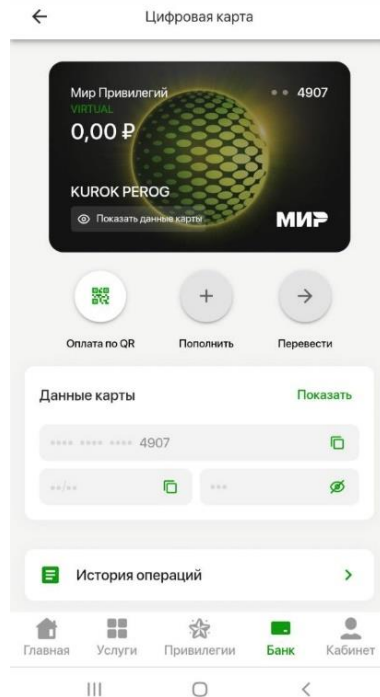 Цифровая карта
Мир Привилегий •• 4907
VIRTUAL
0,00 ₽
KUROK PEROG
Показать данные карты
МИР
Оплата по QR Пополнить Перевести
Данные карты Показать
•••• •••• •••• 4907
••/•• •••
История операций
Главная Услуги Привилегии Банк Кабинет